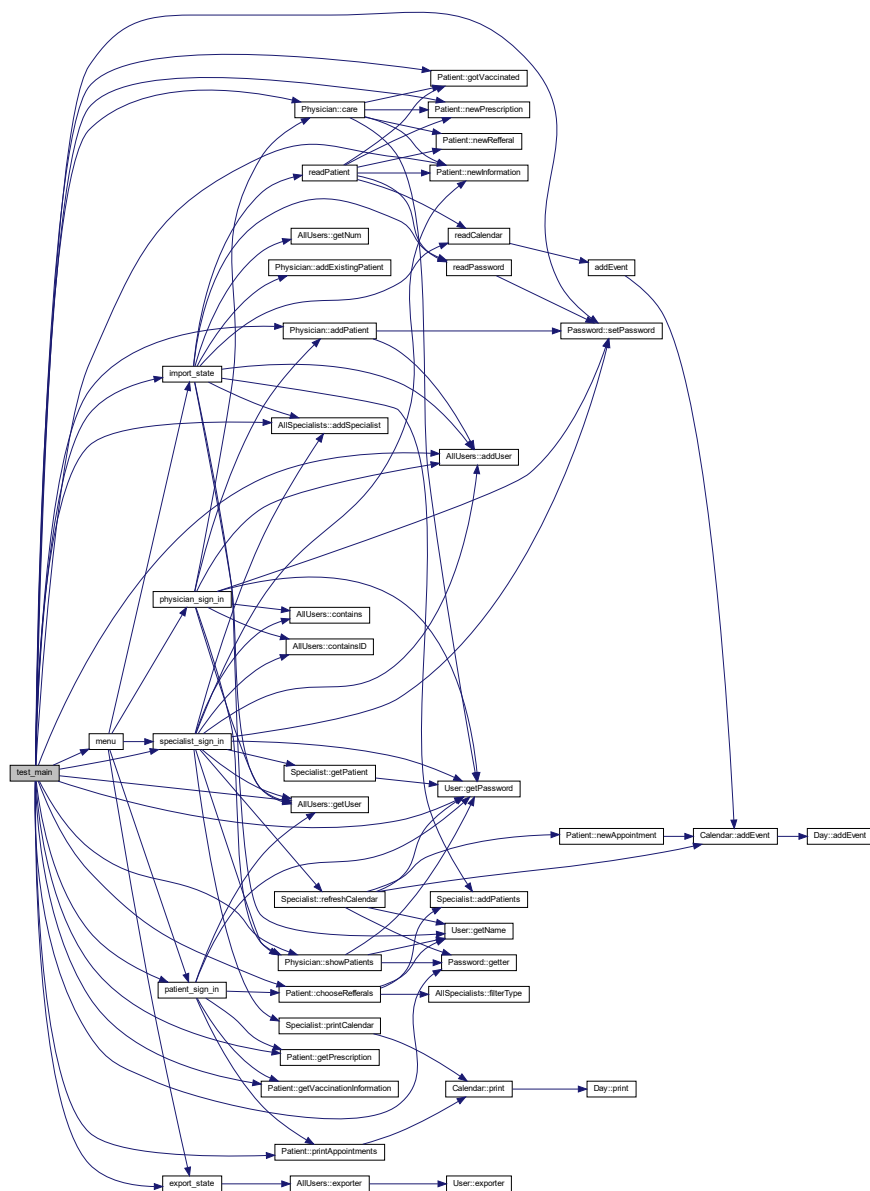 Patient::gotVaccinated
Physician::care
Patient::newPrescription
Patient::newRefferal
readPatient
Patient::newInformation
AllUsers::getNum
readCalendar
Physician::addExistingPatient
readPassword
addEvent
Physician::addPatient
Password::setPassword
import_state
AllSpecialists::addSpecialist
AllUsers::addUser
physician_sign_in
AllUsers::contains
AllUsers::containsID
menu
specialist_sign_in
test_main
Specialist::getPatient
User::getPassword
AllUsers::getUser
Patient::newAppointment
Calendar::addEvent
Day::addEvent
Specialist::refreshCalendar
Specialist::addPatients
User::getName
Physician::showPatients
Password::getter
patient_sign_in
Patient::chooseRefferals
AllSpecialists::filterType
Specialist::printCalendar
Patient::getPrescription
Patient::getVaccinationInformation
Calendar::print
Day::print
Patient::printAppointments
export_state
AllUsers::exporter
User::exporter